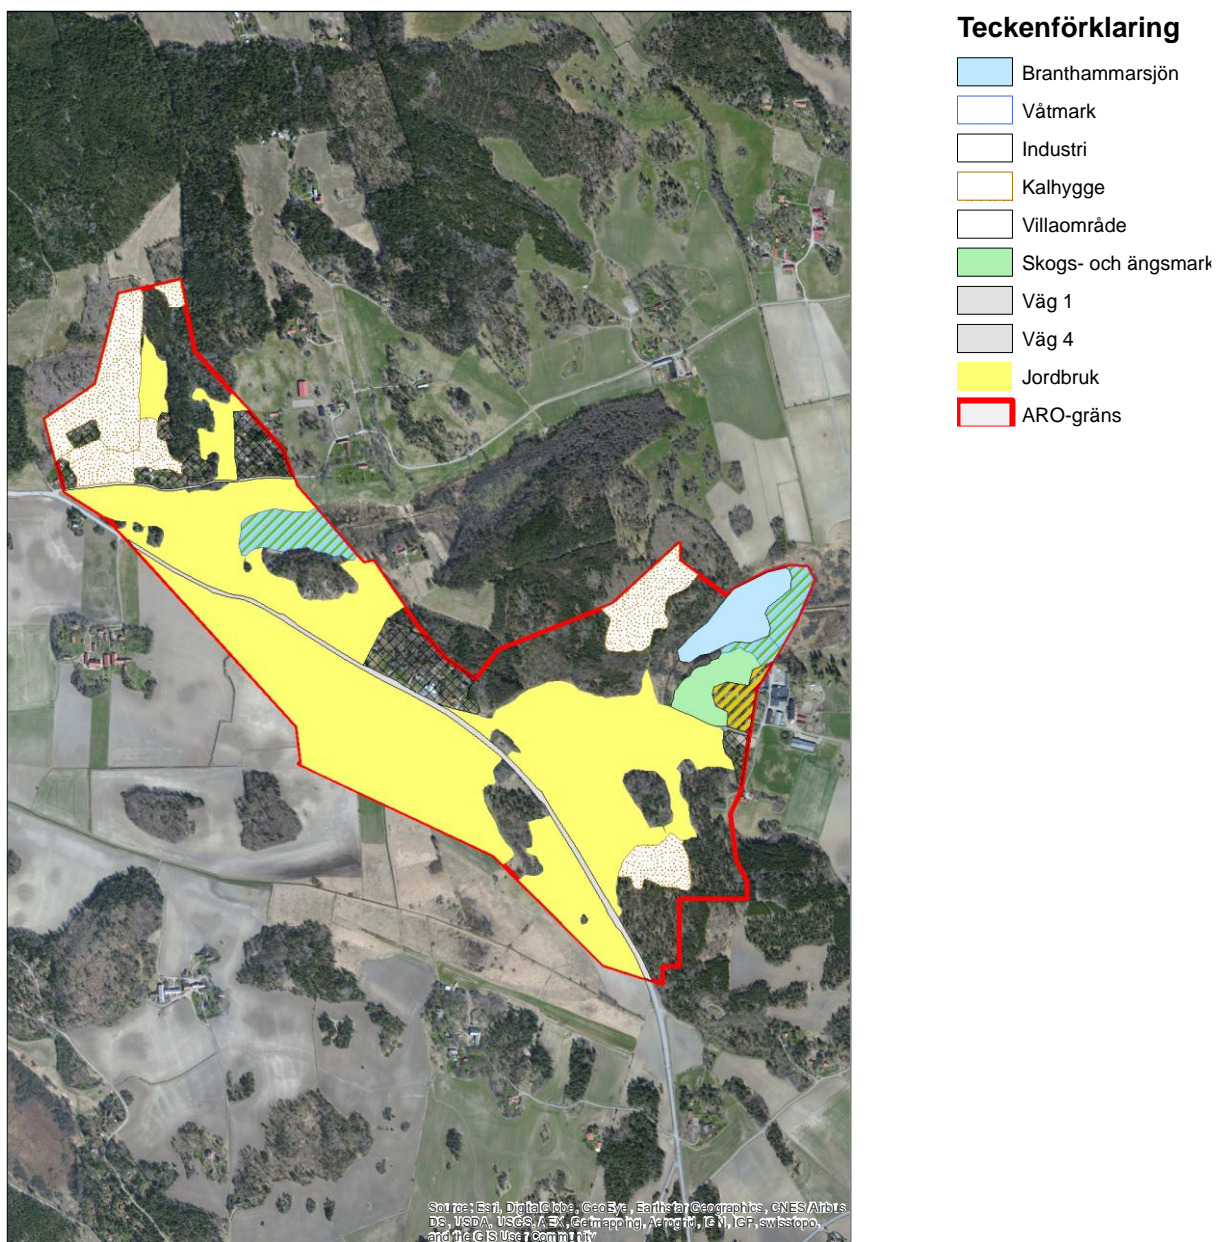 Teckenförklaring
Branthammarsjön
Våtmark
Industri
Kalhygge
Villaområde
Skogs- och ängsmark
Väg 1
Väg 4
Jordbruk
ARO-gräns
Source: Esri, DigitalGlobe, GeoEye, Earthstar Geographics, CNES/Airbus
DS, USDA, USGS, AEX, Getmapping, Aerogrid, IGN, IGP, swisstopo,
and the GIS User Community